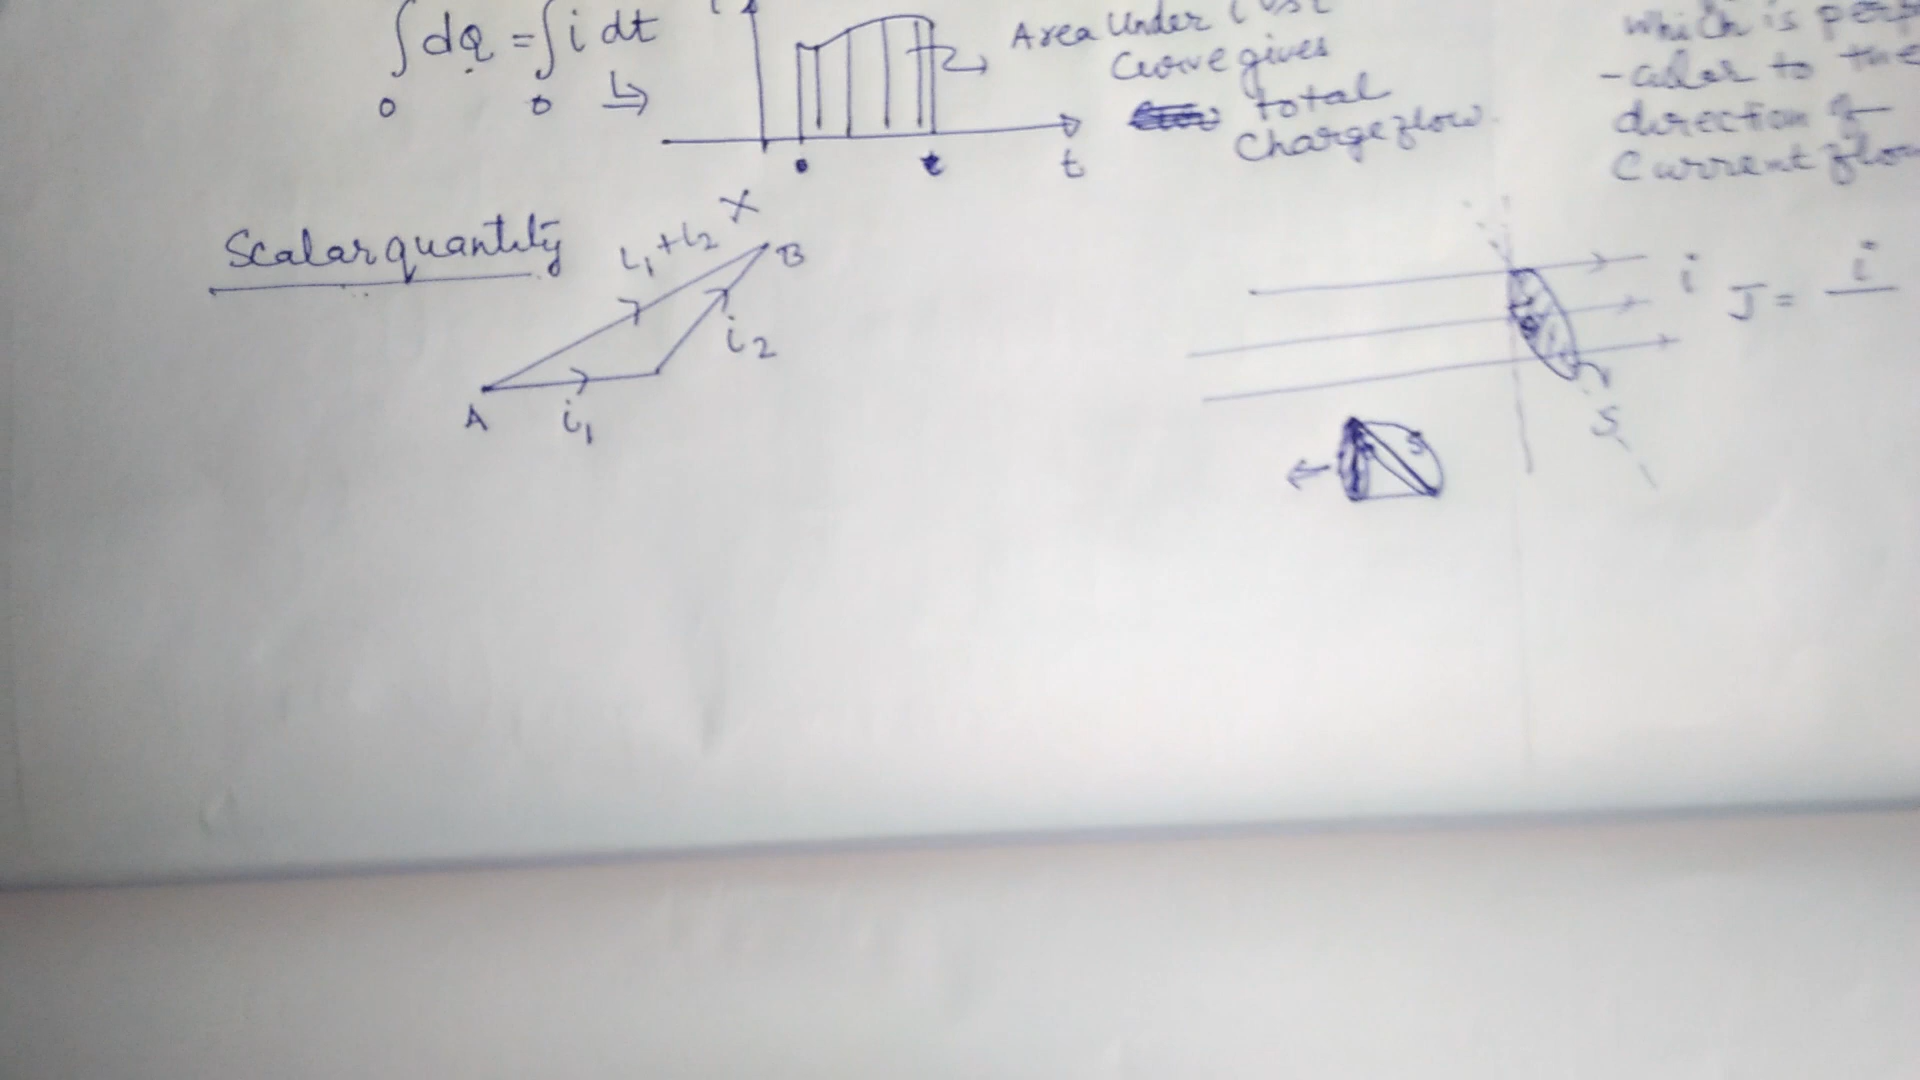 ∫dQ = ∫i dt
0 0
Area Under i vs t
Curve gives
total
Charge flow.
0 t t
which is perp
-cular to the
direction of
Current flow
Scalar quantity
i1 + i2 X
B
i2
A
i1
i
J = i
S